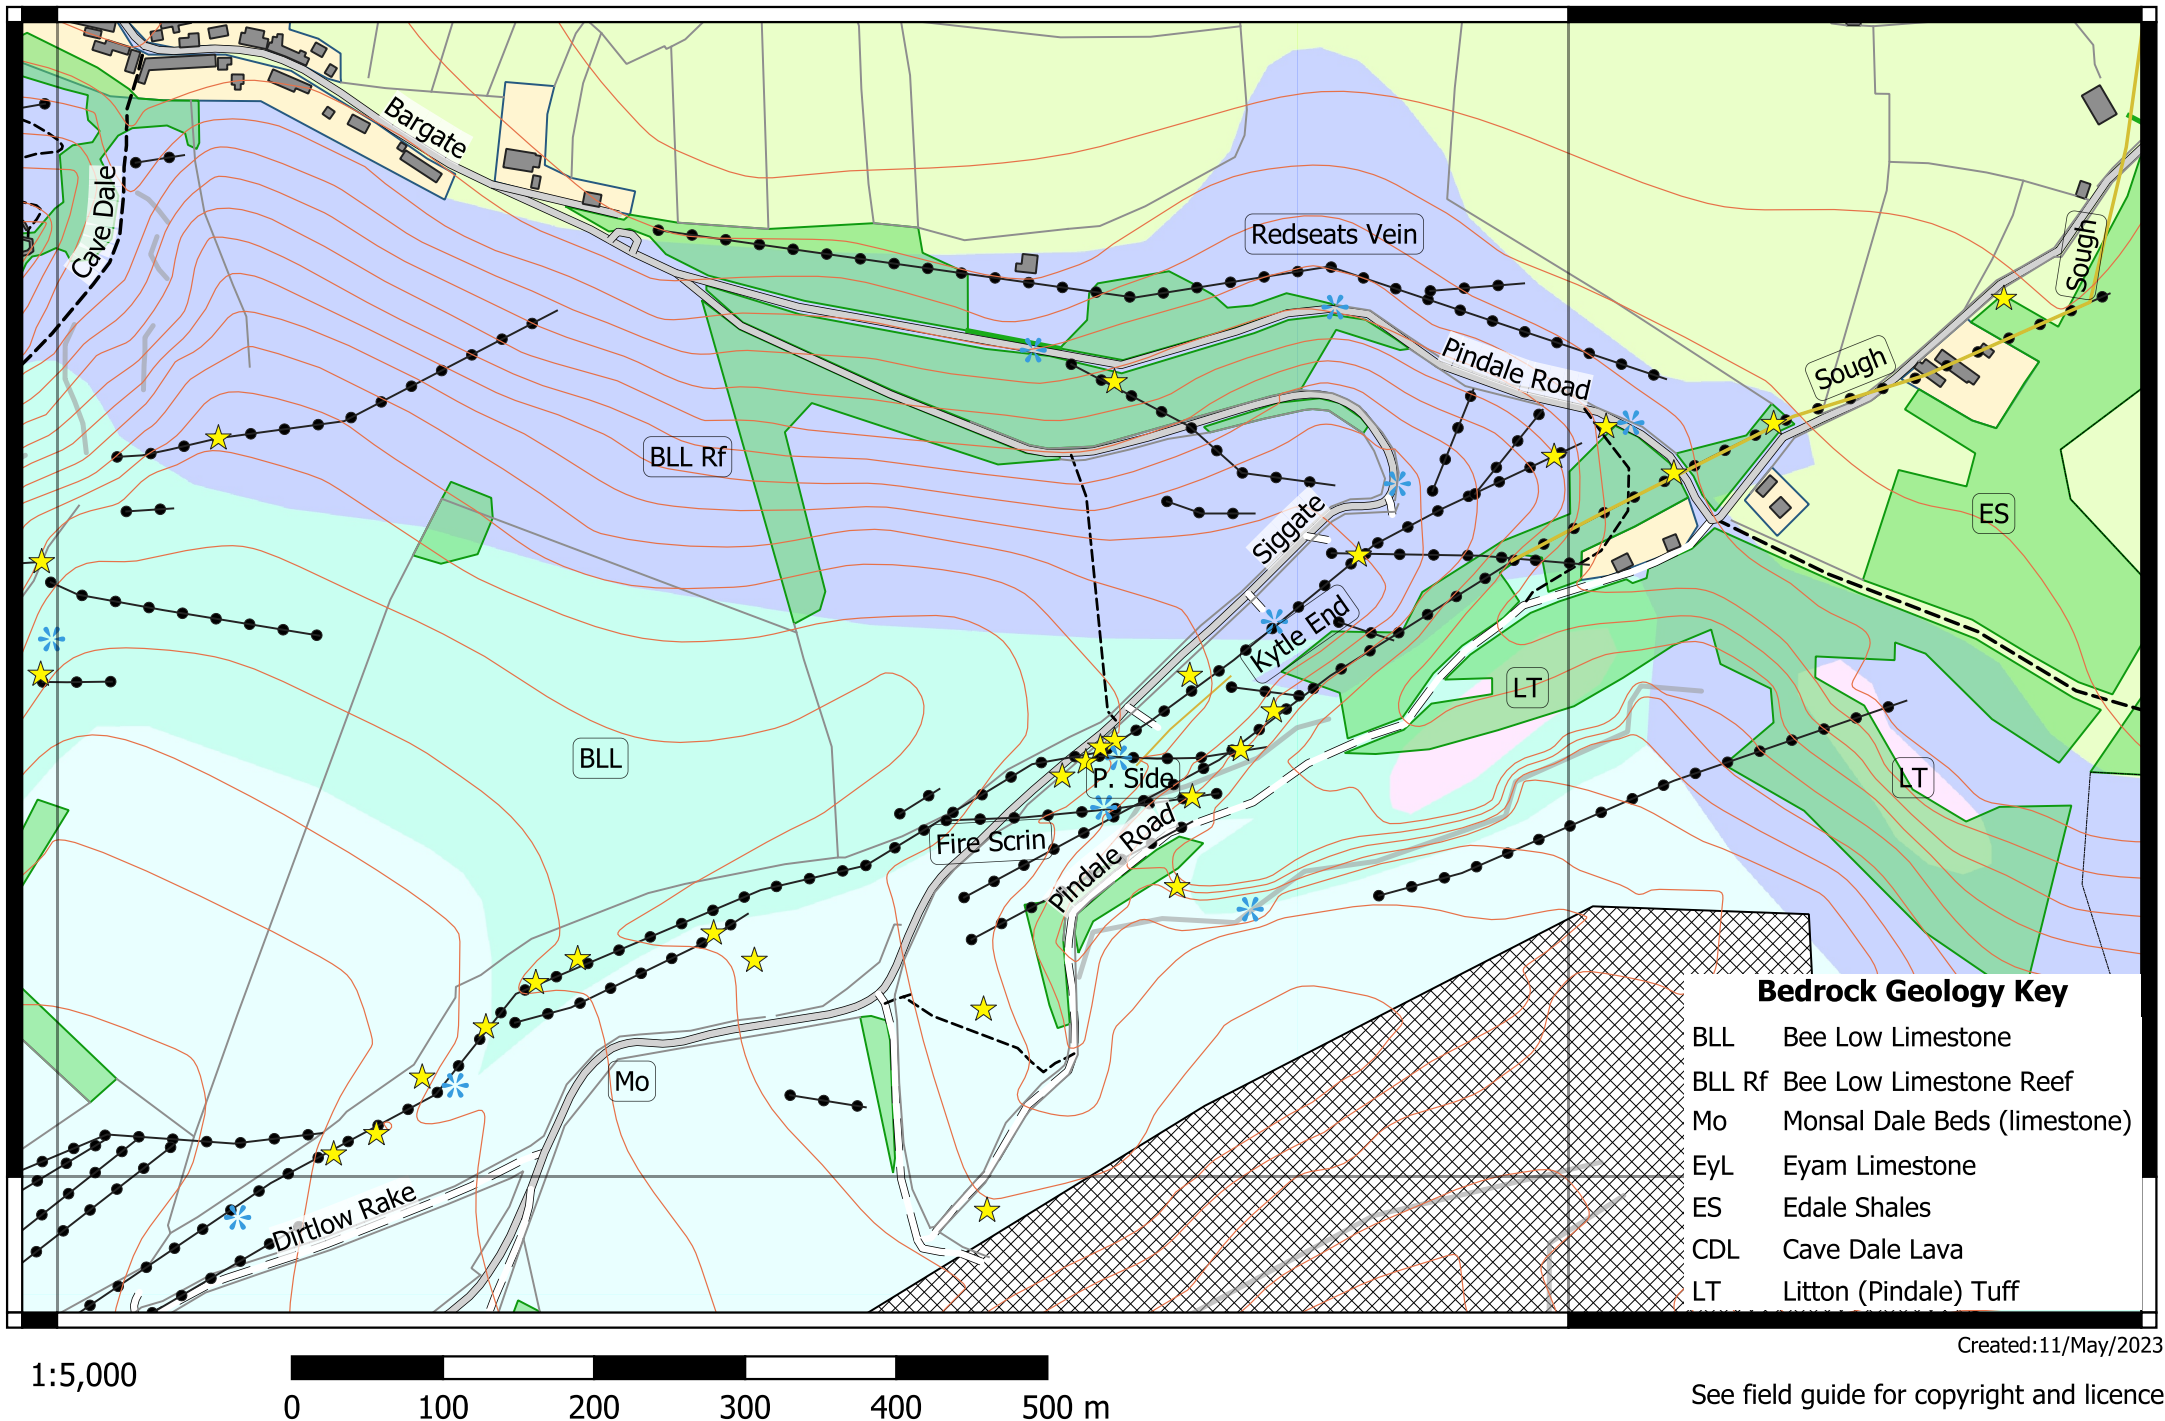 Bargate
Cave Dale
Redseats Vein
Sough
Pindale Road
Sough
BLL Rf
ES
Siggate
Kytle End
LT
BLL
P. Side
LT
Fire Scrin
Pindale Road
Mo
Dirtlow Rake
Bedrock Geology Key
BLL Bee Low Limestone
BLL Rf Bee Low Limestone Reef
Mo Monsal Dale Beds (limestone)
EyL Eyam Limestone
ES Edale Shales
CDL Cave Dale Lava
LT Litton (Pindale) Tuff
Created:11/May/2023
1:5,000
0 100 200 300 400 500 m
See field guide for copyright and licence